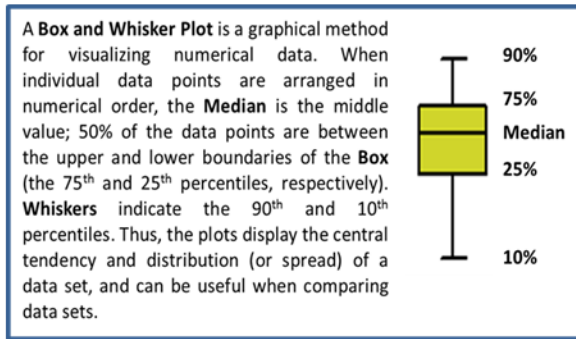 A Box and Whisker Plot is a graphical method
for visualizing numerical data. When
individual data points are arranged in
numerical order, the Median is the middle
value; 50% of the data points are between
the upper and lower boundaries of the Box
(the 75th and 25th percentiles, respectively).
Whiskers indicate the 90th and 10th
percentiles. Thus, the plots display the central
tendency and distribution (or spread) of a
data set, and can be useful when comparing
data sets.
90%
75%
Median
25%
10%